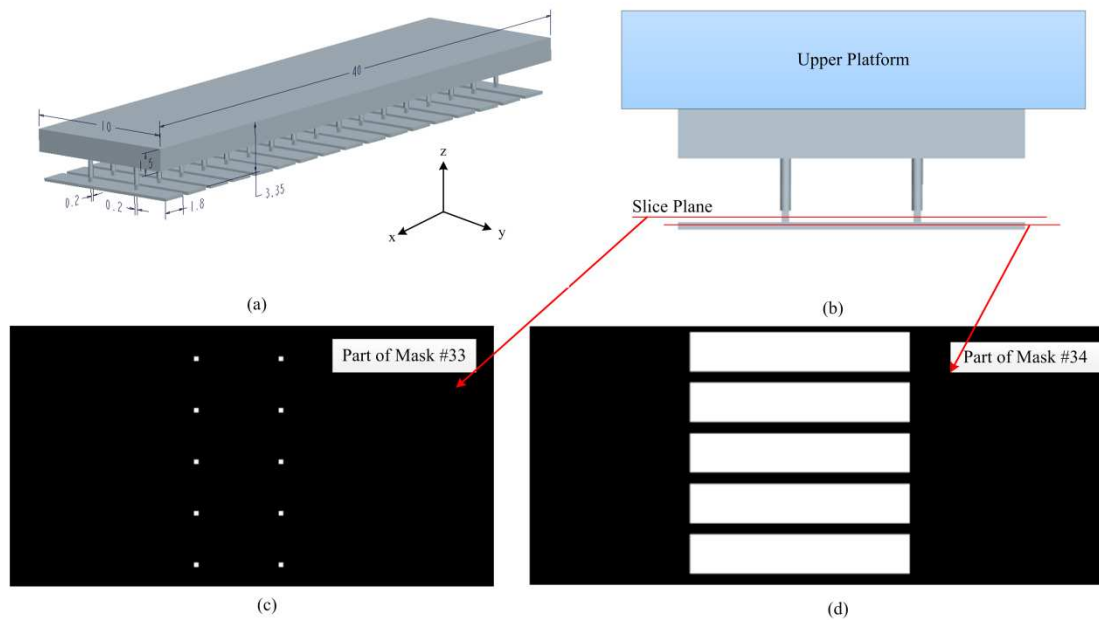 40
10
1.5
3.35
0.2
0.2
1.8
z
x
y
(a)
Upper Platform
Slice Plane
(b)
Part of Mask #33
(c)
Part of Mask #34
(d)